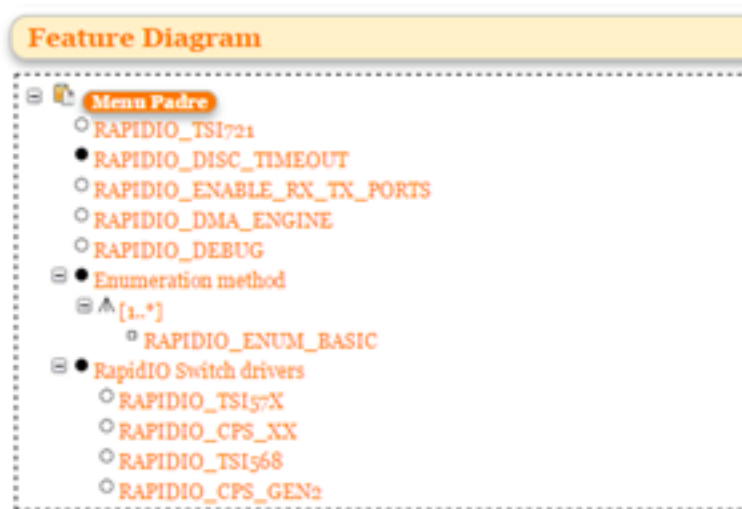 Feature Diagram
Menu Padre
RAPIDIO_TSI721
RAPIDIO_DISC_TIMEOUT
RAPIDIO_ENABLE_RX_TX_PORTS
RAPIDIO_DMA_ENGINE
RAPIDIO_DEBUG
Enumeration method
[1..*]
RAPIDIO_ENUM_BASIC
RapidIO Switch drivers
RAPIDIO_TSI57X
RAPIDIO_CPS_XX
RAPIDIO_TSI568
RAPIDIO_CPS_GEN2